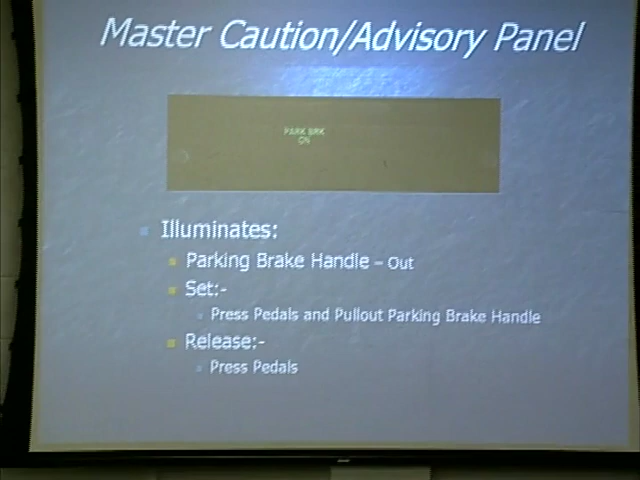 Master Caution/Advisory Panel
PARK BRK
ON
Illuminates:
Parking Brake Handle – Out
Set:-
Press Pedals and Pullout Parking Brake Handle
Release:-
Press Pedals